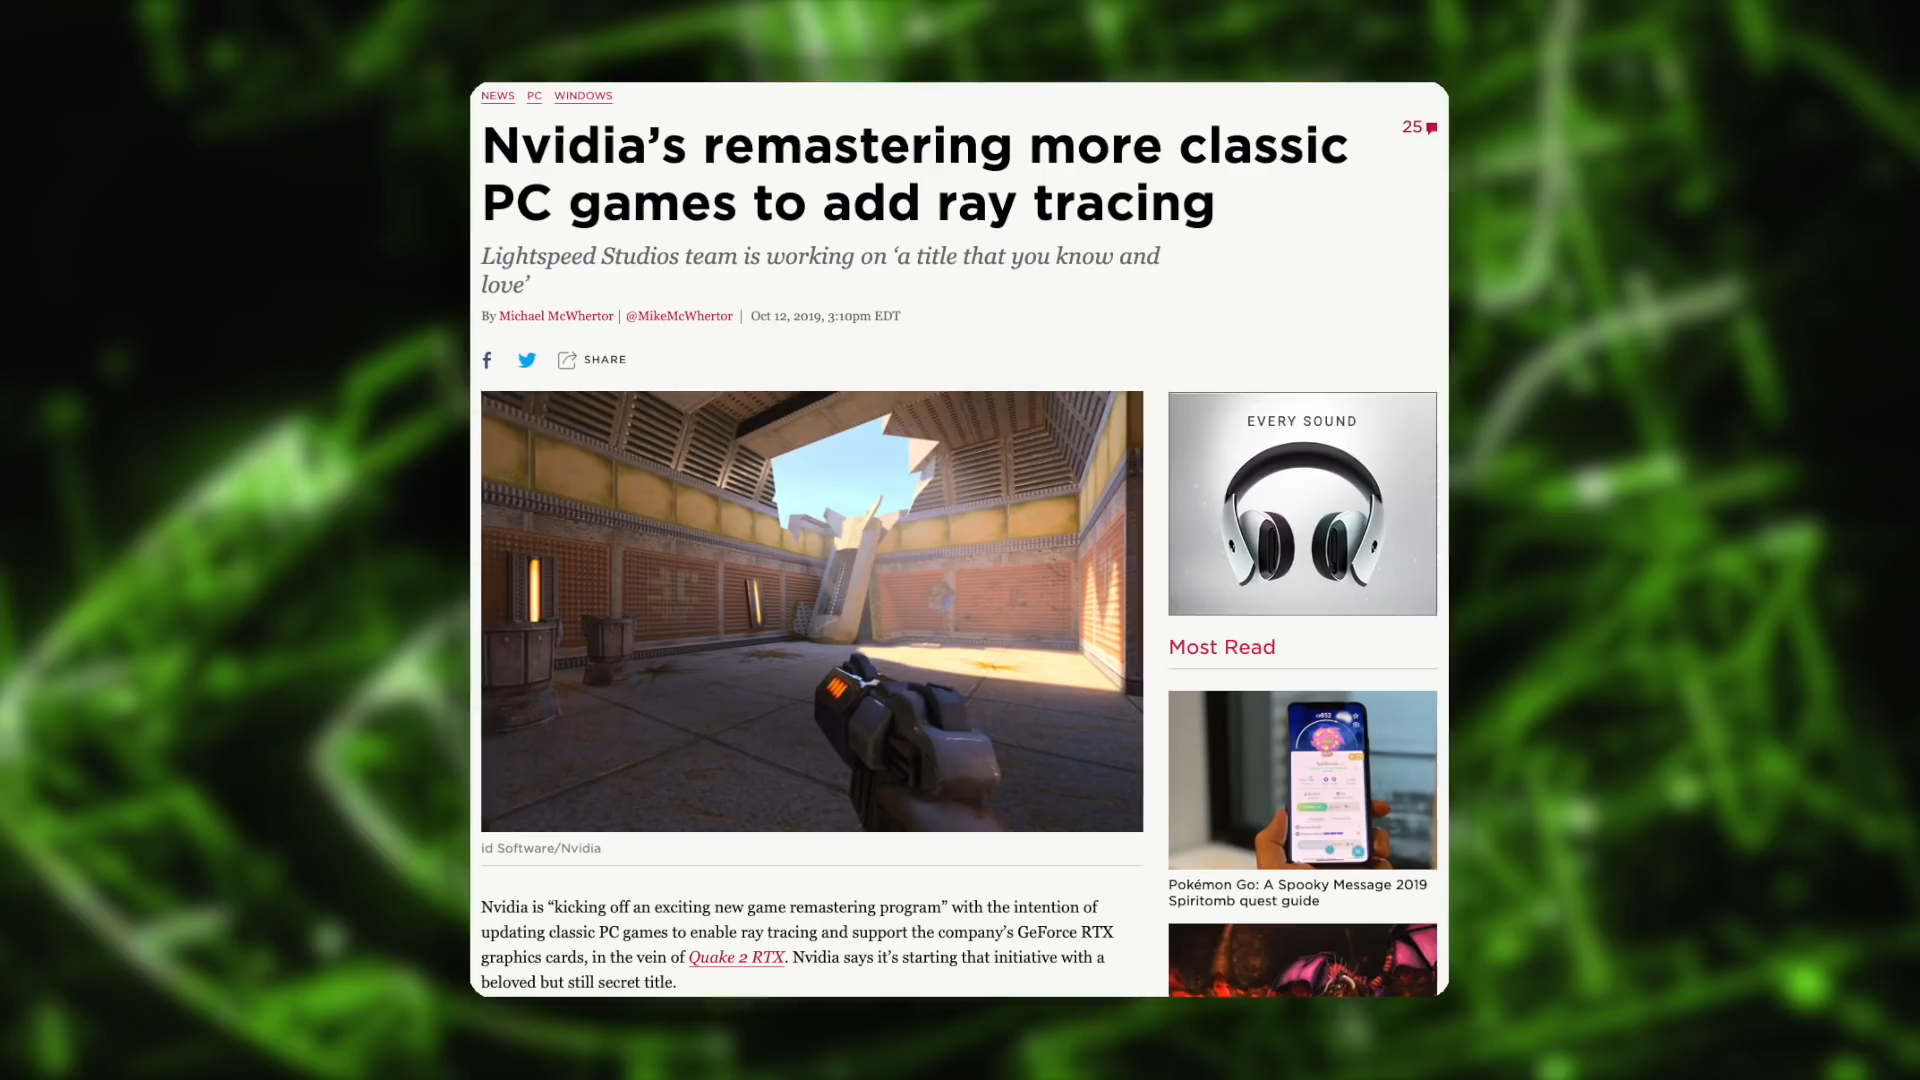 NEWS PC WINDOWS
25
Nvidia’s remastering more classic
PC games to add ray tracing
Lightspeed Studios team is working on ‘a title that you know and
love’
By Michael McWhertor | @MikeMcWhertor | Oct 12, 2019, 3:10pm EDT
SHARE
id Software/Nvidia
Nvidia is “kicking off an exciting new game remastering program” with the intention of
updating classic PC games to enable ray tracing and support the company’s GeForce RTX
graphics cards, in the vein of Quake 2 RTX. Nvidia says it’s starting that initiative with a
beloved but still secret title.
EVERY SOUND
Most Read
Pokémon Go: A Spooky Message 2019
Spiritomb quest guide